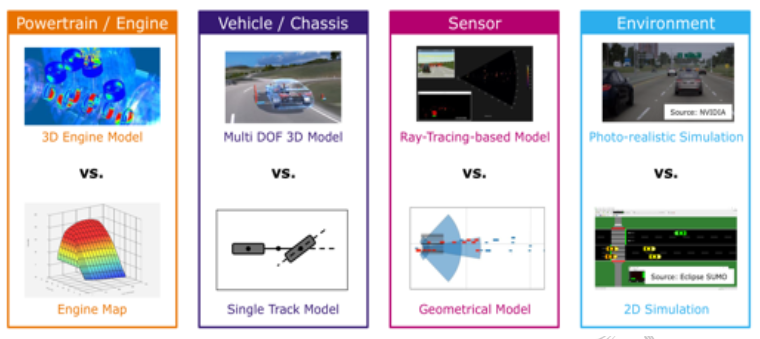 Powertrain / Engine
3D Engine Model
vs.
Engine Map
Vehicle / Chassis
Multi DOF 3D Model
vs.
Single Track Model
Sensor
Ray-Tracing-based Model
vs.
Geometrical Model
Environment
Source: NVIDIA
Photo-realistic Simulation
vs.
Source: Eclipse SUMO
2D Simulation